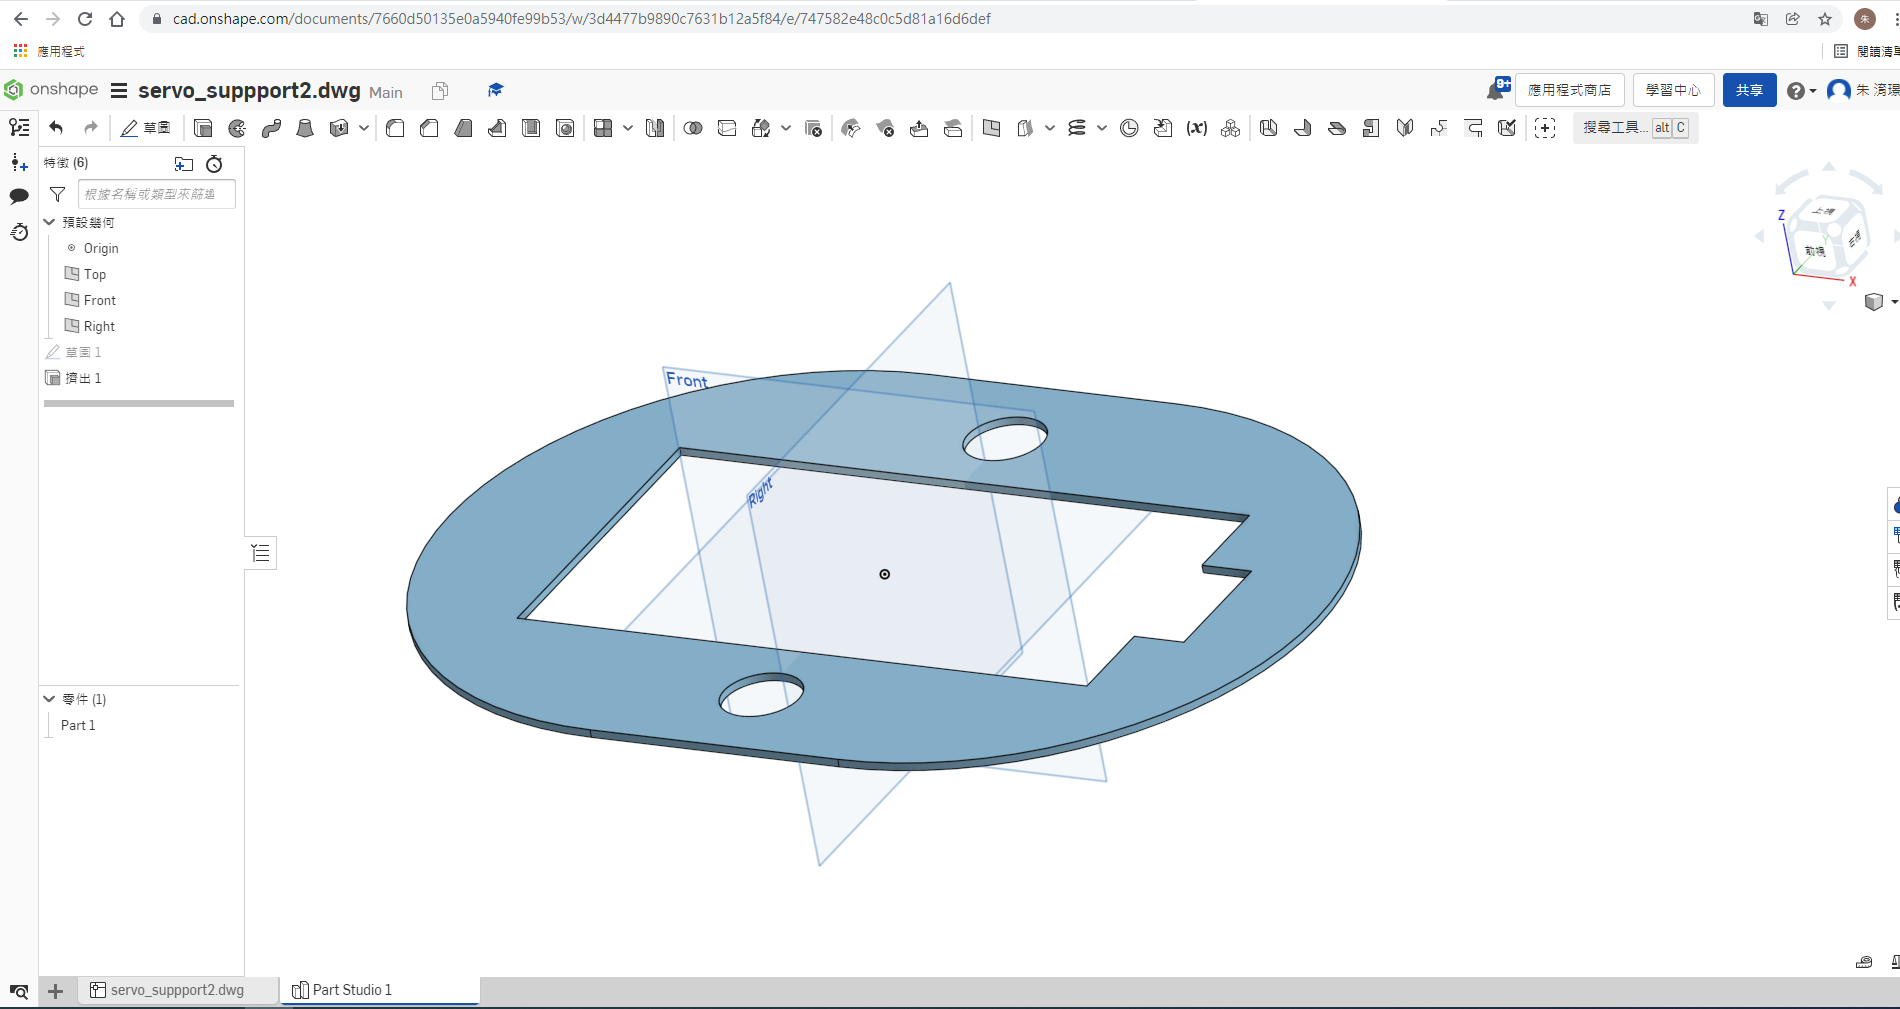 cad.onshape.com/documents/7660d50135e0a5940fe99b53/w/3d4477b9890c7631b12a5f84/e/747582e48c0c5d81a16d6def
朱
應用程式
閱讀清單
onshape
servo_suppport2.dwg Main
9+
應用程式商店
學習中心
共享
朱
草圖
(x)
搜尋工具... alt C
特徵 (6)
根據名稱或類型來篩選
預設幾何
Origin
Top
Front
Right
草圖 1
擠出 1
零件 (1)
Part 1
Front
Right
Z
上視
前視
右視
Y
X
servo_suppport2.dwg
Part Studio 1